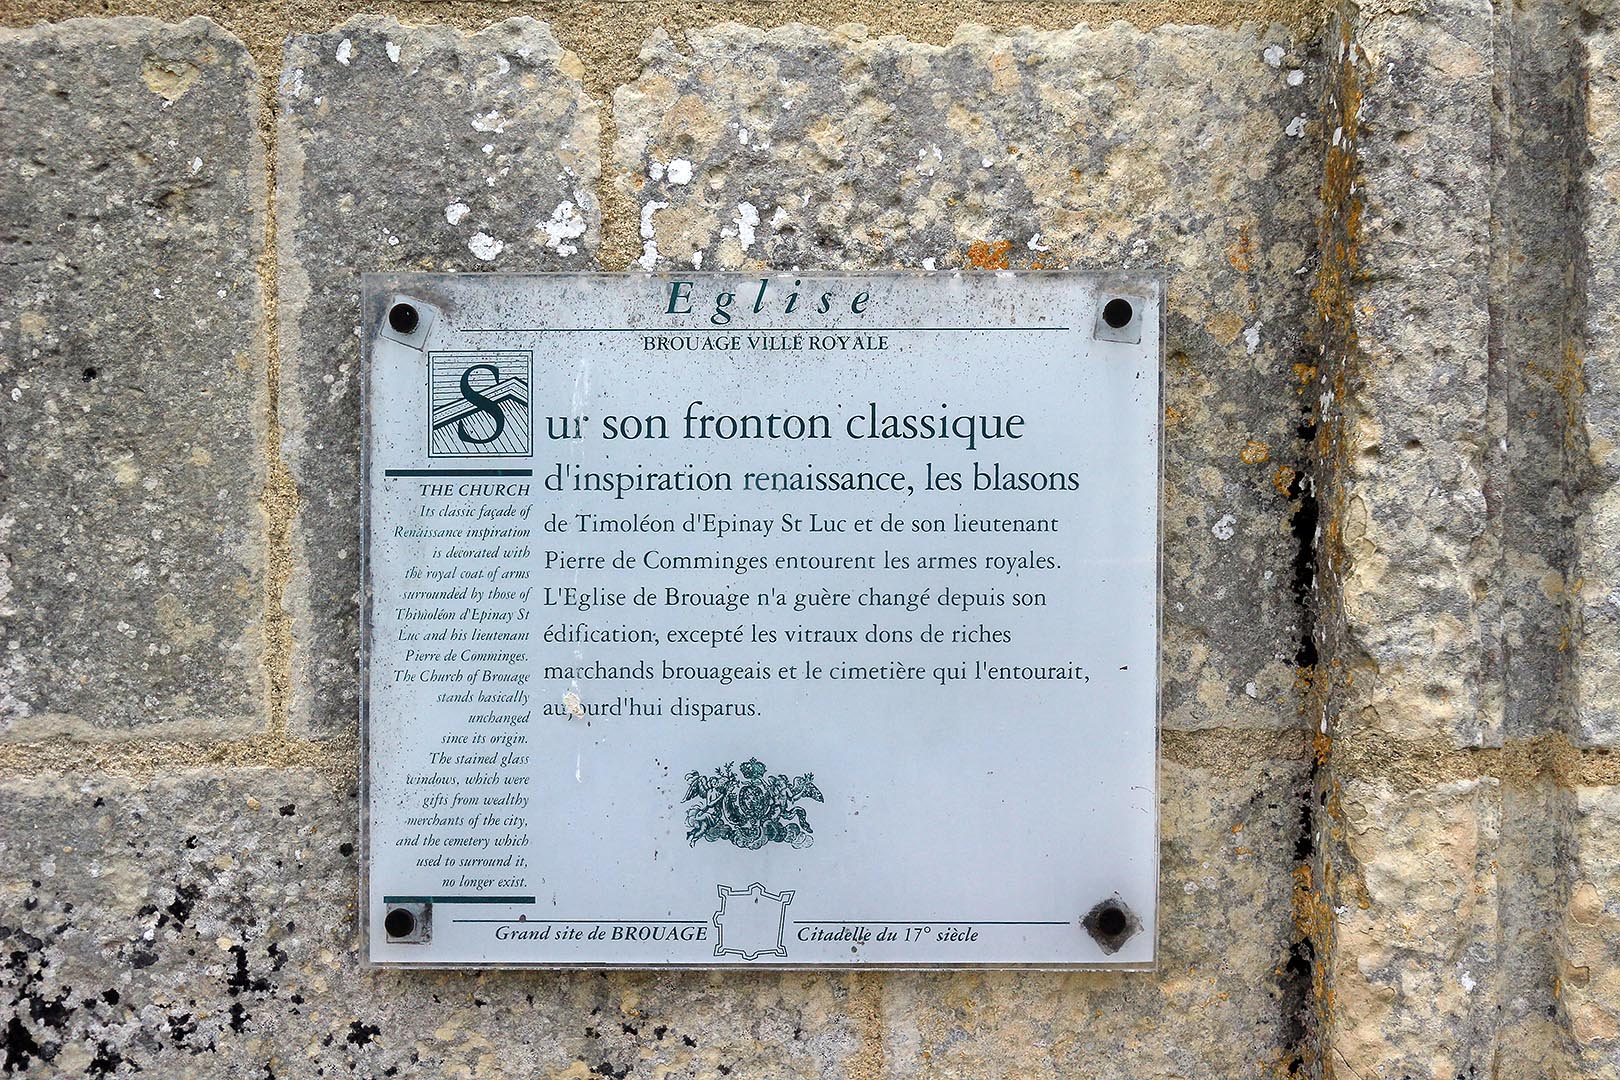 Eglise
BROUAGE VILLE ROYALE
Sur son fronton classique
d'inspiration renaissance, les blasons
de Timoléon d'Epinay St Luc et de son lieutenant
Pierre de Comminges entourent les armes royales.
L'Eglise de Brouage n'a guère changé depuis son
édification, excepté les vitraux dons de riches
marchands brouageais et le cimetière qui l'entourait,
aujourd'hui disparus.
THE CHURCH
Its classic façade of
Renaissance inspiration
is decorated with
the royal coat of arms
surrounded by those of
Thimoléon d'Epinay St
Luc and his lieutenant
Pierre de Comminges.
The Church of Brouage
stands basically
unchanged
since its origin.
The stained glass
windows, which were
gifts from wealthy
merchants of the city,
and the cemetery which
used to surround it,
no longer exist.
Grand site de BROUAGE
Citadelle du 17° siècle